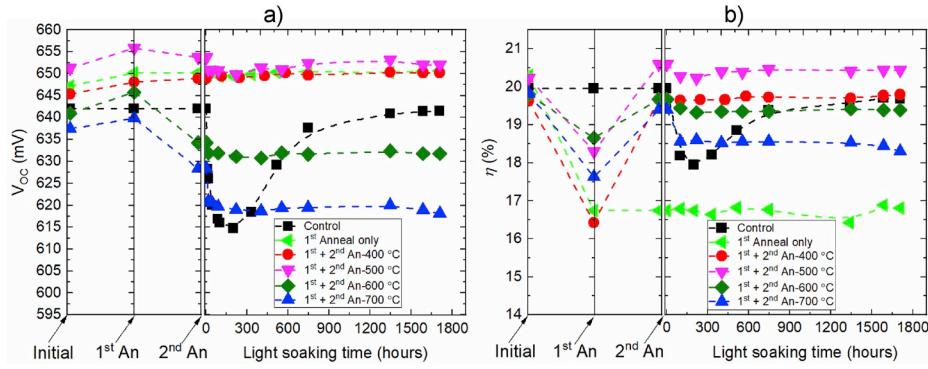 a)
660
655
650
645
640
635
630
625
620
615
610
605
600
595
V_OC (mV)
Control
1st Anneal only
1st + 2nd An-400 °C
1st + 2nd An-500 °C
1st + 2nd An-600 °C
1st + 2nd An-700 °C
0 300 600 900 1200 1500 1800
Initial 1st An 2nd An Light soaking time (hours)
b)
21
20
19
18
17
16
15
14
η (%)
Control
1st Anneal only
1st + 2nd An-400 °C
1st + 2nd An-500 °C
1st + 2nd An-600 °C
1st + 2nd An-700 °C
0 300 600 900 1200 1500 1800
Initial 1st An 2nd An Light soaking time (hours)